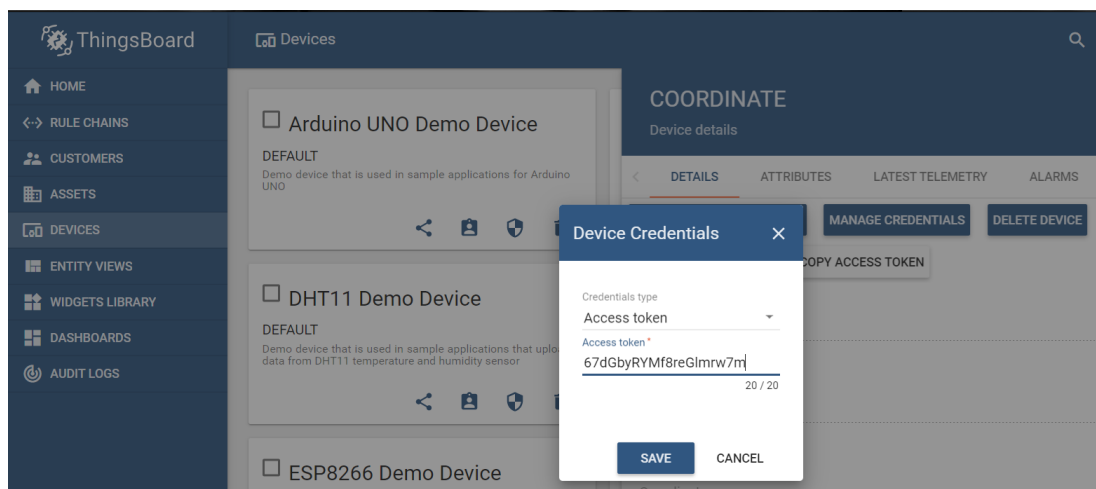 ThingsBoard
HOME
RULE CHAINS
CUSTOMERS
ASSETS
DEVICES
ENTITY VIEWS
WIDGETS LIBRARY
DASHBOARDS
AUDIT LOGS
Devices
Arduino UNO Demo Device
DEFAULT
Demo device that is used in sample applications for Arduino
UNO
DHT11 Demo Device
DEFAULT
Demo device that is used in sample applications that uplo
data from DHT11 temperature and humidity sensor
ESP8266 Demo Device
COORDINATE
Device details
DETAILS ATTRIBUTES LATEST TELEMETRY ALARMS
MANAGE CREDENTIALS DELETE DEVICE
COPY ACCESS TOKEN
Device Credentials
Credentials type
Access token
Access token *
67dGbyRYMf8reGlmrw7m
20 / 20
SAVE CANCEL